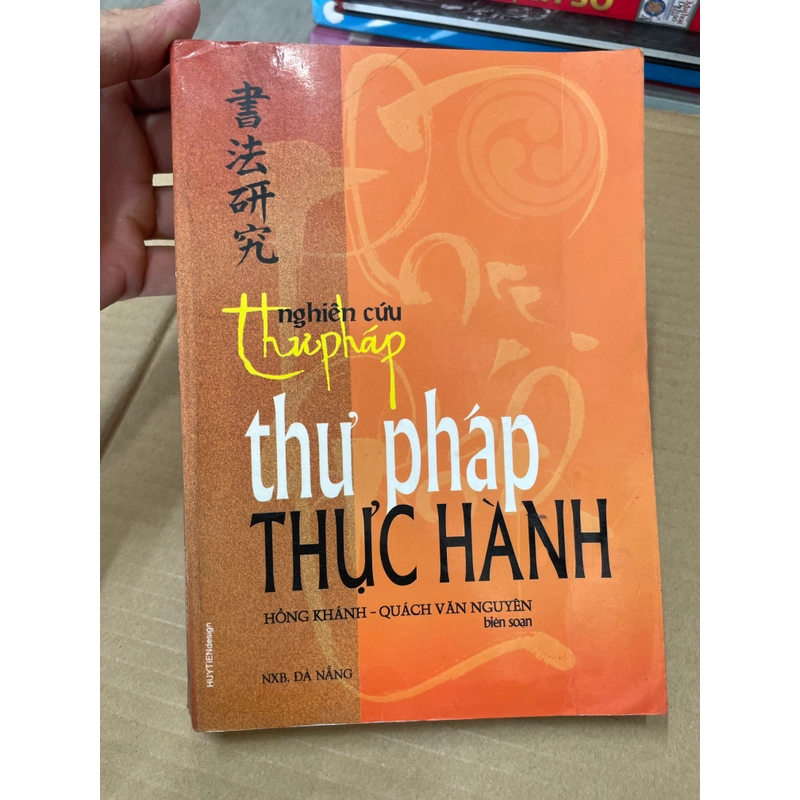 書法研究
nghiên cứu
thư pháp
thư pháp
THỰC HÀNH
HỒNG KHÁNH - QUÁCH VĂN NGUYÊN
biên soạn
NXB. ĐÀ NẴNG
HUYTIENdesign